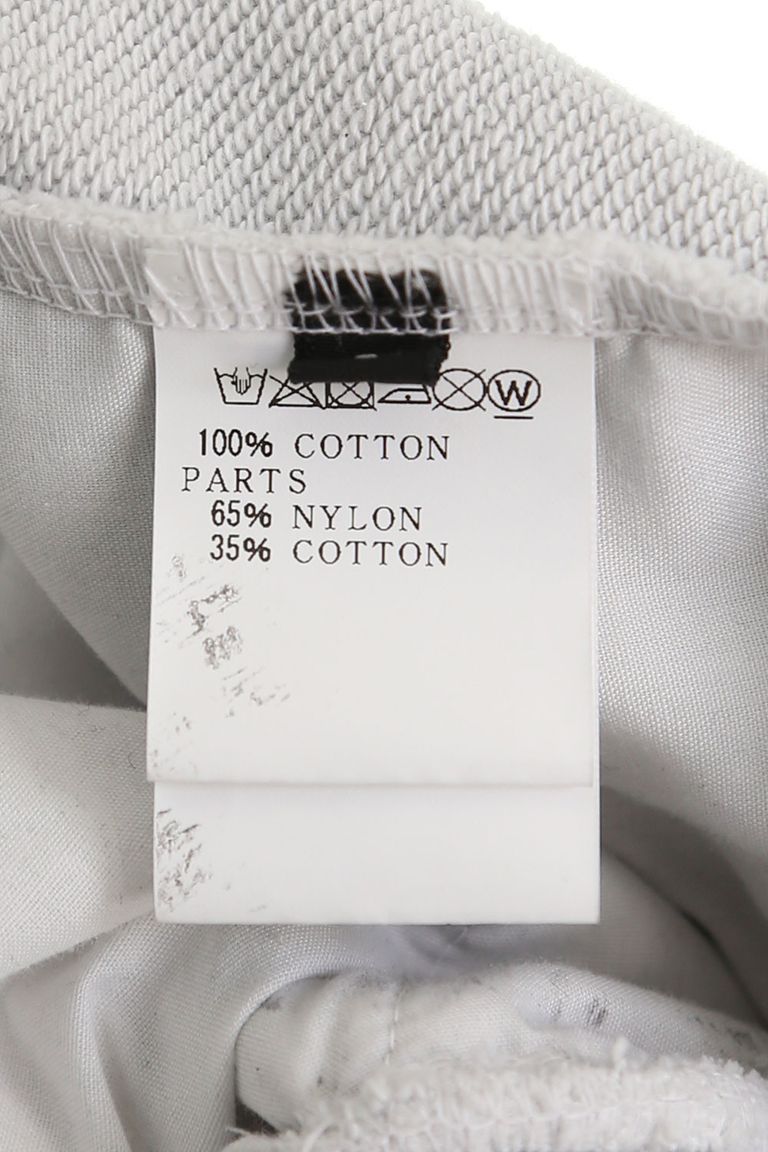 W
100% COTTON
PARTS
65% NYLON
35% COTTON